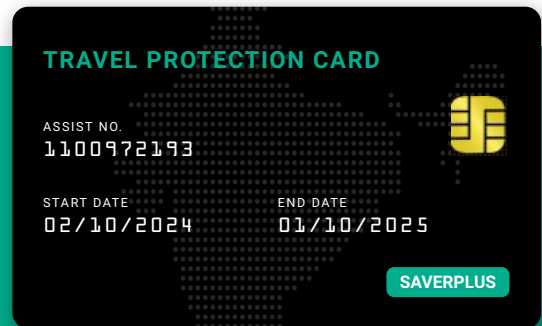 TRAVEL PROTECTION CARD
ASSIST NO.
1100972193
START DATE
02/10/2024
END DATE
01/10/2025
SAVERPLUS